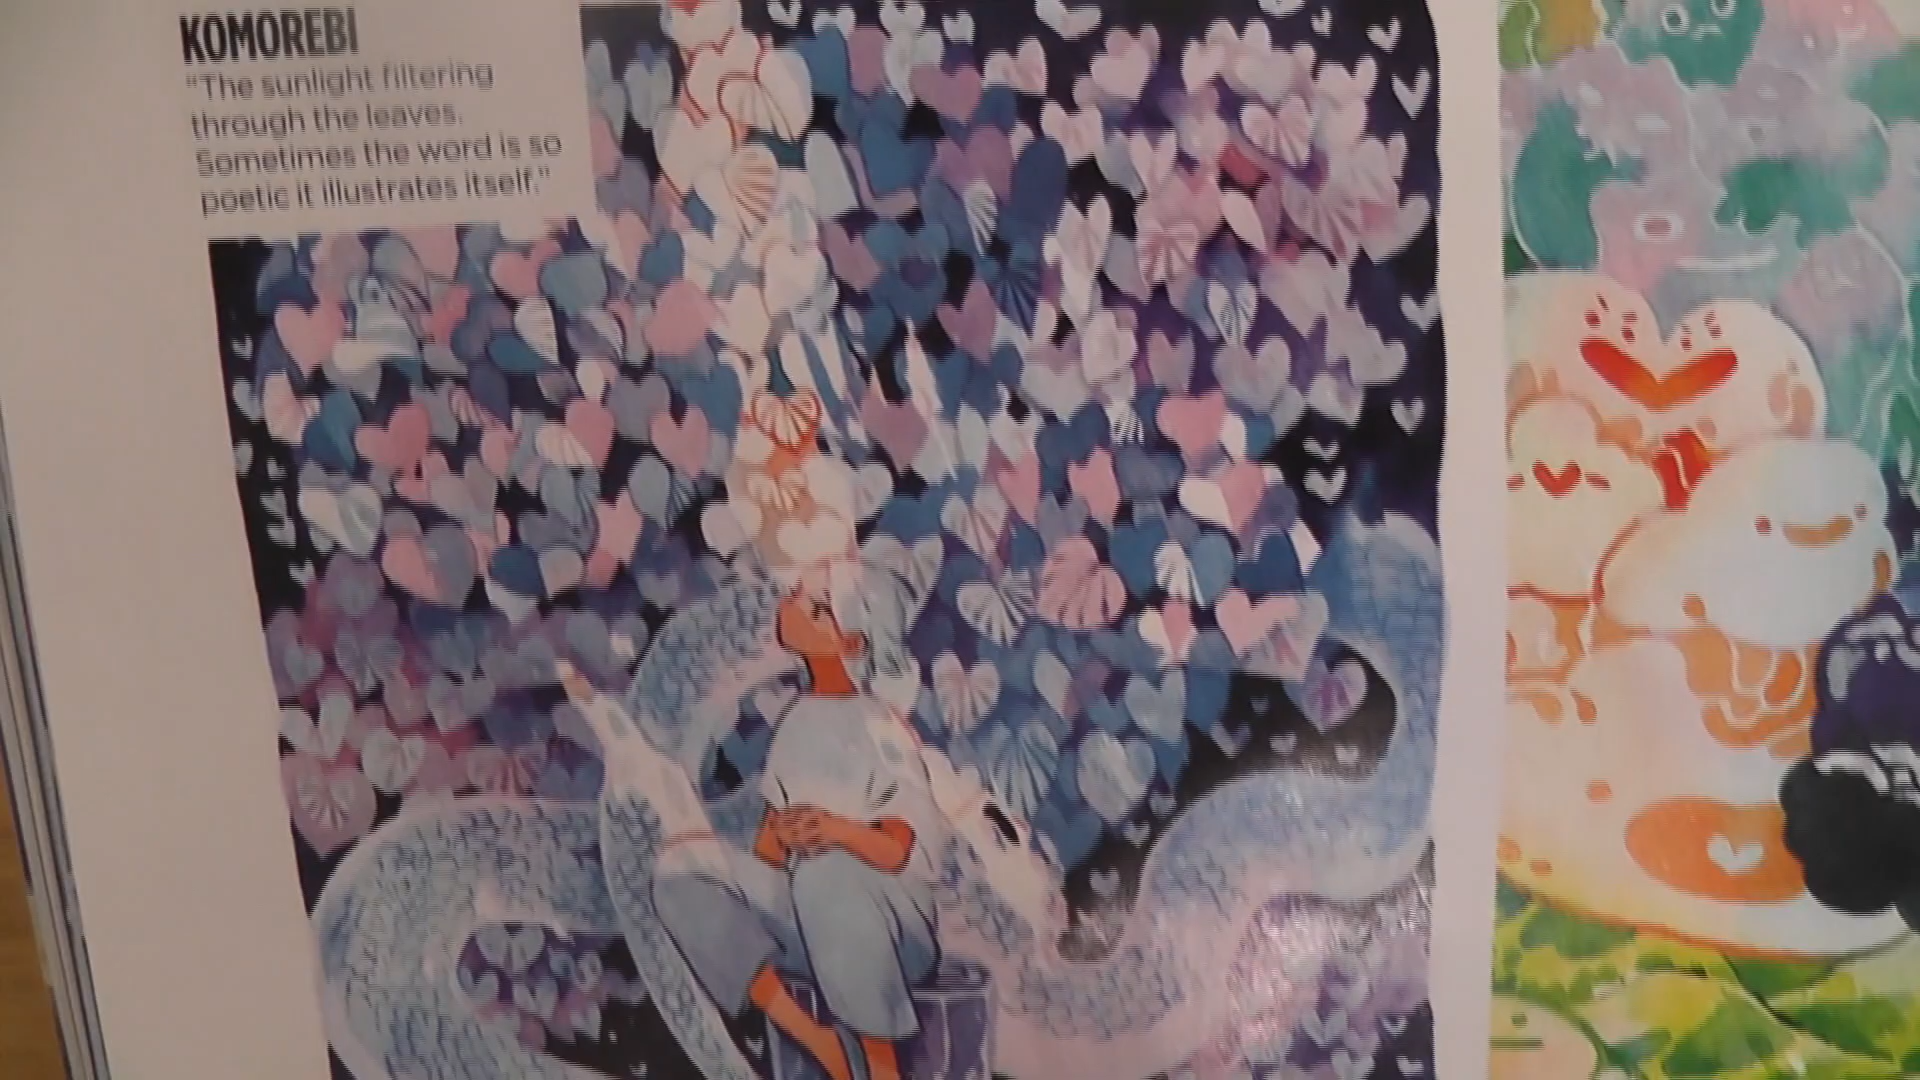 KOMOREBI
"The sunlight filtering
through the leaves.
Sometimes the word is so
poetic it illustrates itself."